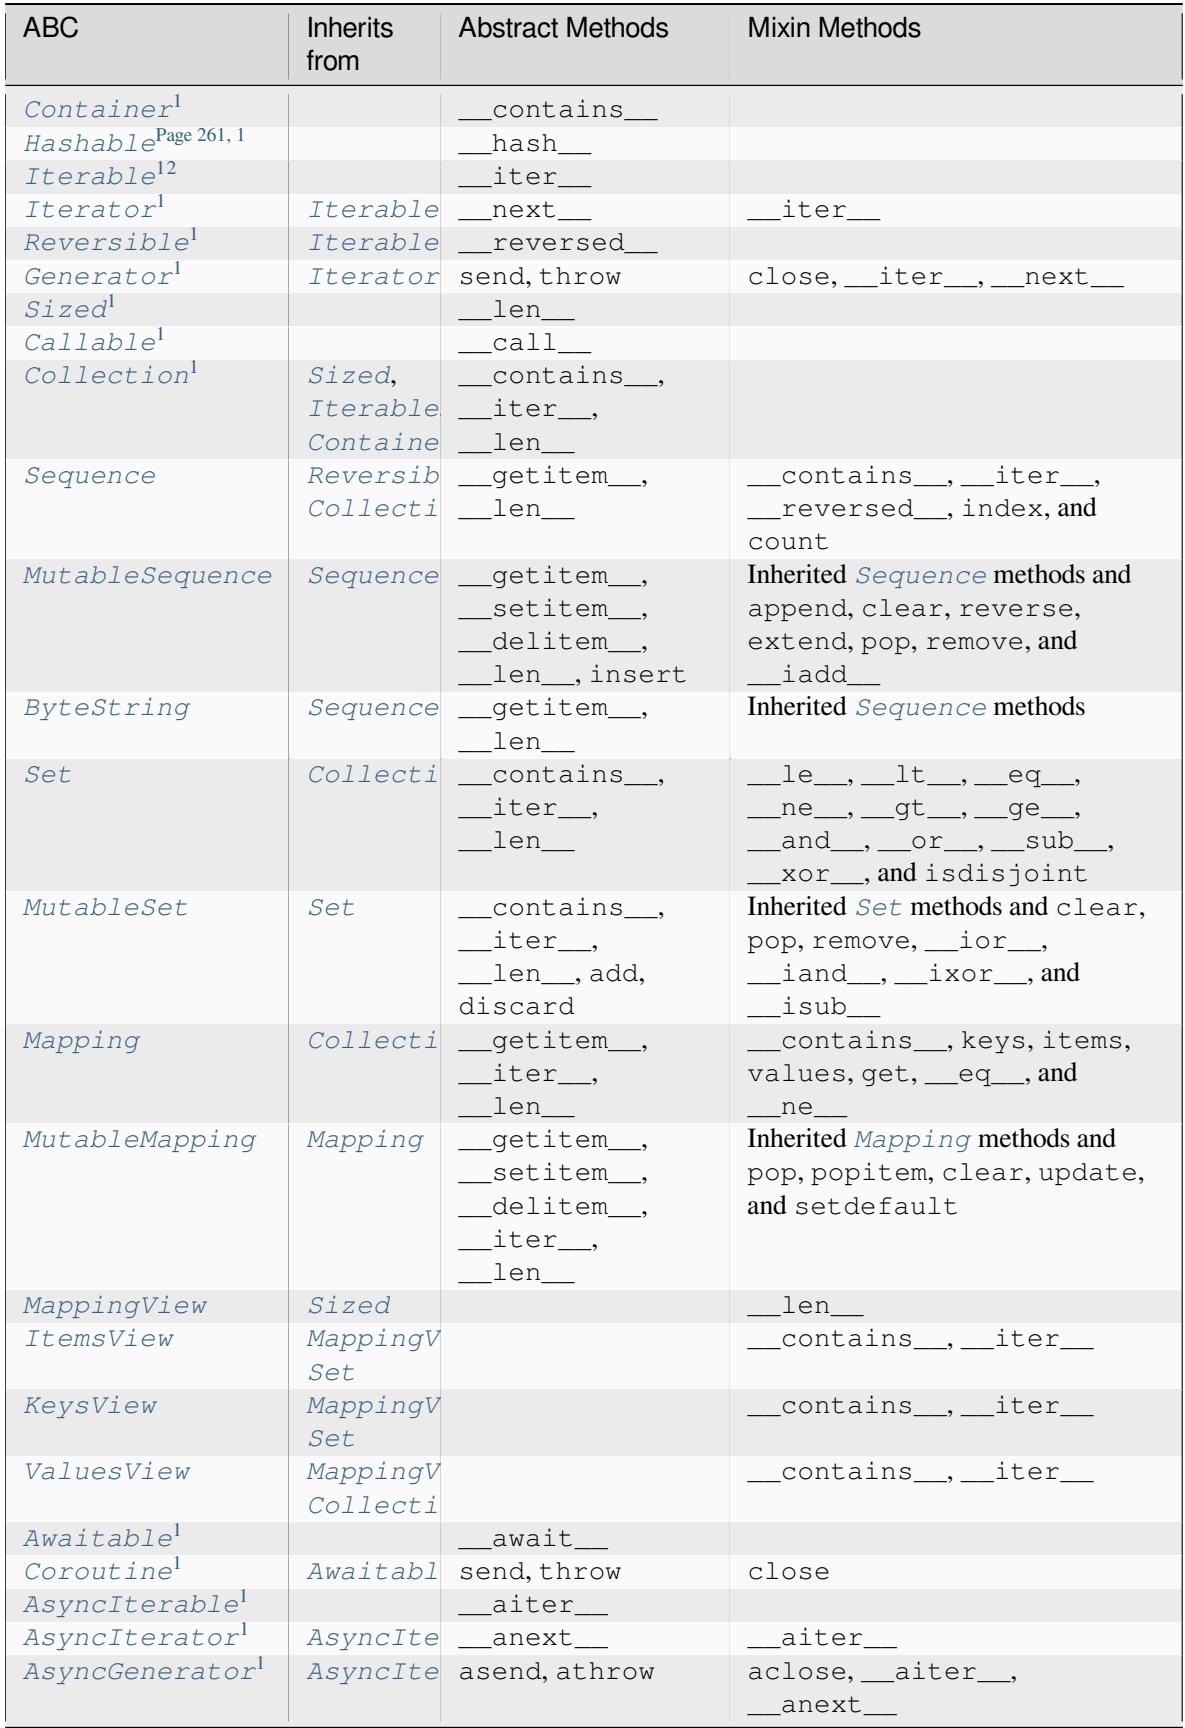 ABC Inherits from Abstract Methods Mixin Methods
Container1 __contains__
HashablePage 261, 1 __hash__
Iterable12 __iter__
Iterator1 Iterable __next__ __iter__
Reversible1 Iterable __reversed__
Generator1 Iterator send, throw close, __iter__, __next__
Sized1 __len__
Callable1 __call__
Collection1 Sized, __contains__,
Iterable __iter__,
Containe __len__
Sequence Reversib __getitem__, __contains__, __iter__,
Collecti __len__ __reversed__, index, and
count
MutableSequence Sequence __getitem__, Inherited Sequence methods and
__setitem__, append, clear, reverse,
__delitem__, extend, pop, remove, and
__len__, insert __iadd__
ByteString Sequence __getitem__, Inherited Sequence methods
__len__
Set Collecti __contains__, __le__, __lt__, __eq__,
__iter__, __ne__, __gt__, __ge__,
__len__ __and__, __or__, __sub__,
__xor__, and isdisjoint
MutableSet Set __contains__, Inherited Set methods and clear,
__iter__, pop, remove, __ior__,
__len__, add, __iand__, __ixor__, and
discard __isub__
Mapping Collecti __getitem__, __contains__, keys, items,
__iter__, values, get, __eq__, and
__len__ __ne__
MutableMapping Mapping __getitem__, Inherited Mapping methods and
__setitem__, pop, popitem, clear, update,
__delitem__, and setdefault
__iter__,
__len__
MappingView Sized __len__
ItemsView MappingV __contains__, __iter__
Set
KeysView MappingV __contains__, __iter__
Set
ValuesView MappingV __contains__, __iter__
Collecti
Awaitable1 __await__
Coroutine1 Awaitabl send, throw close
AsyncIterable1 __aiter__
AsyncIterator1 AsyncIte __anext__ __aiter__
AsyncGenerator1 AsyncIte asend, athrow aclose, __aiter__,
__anext__